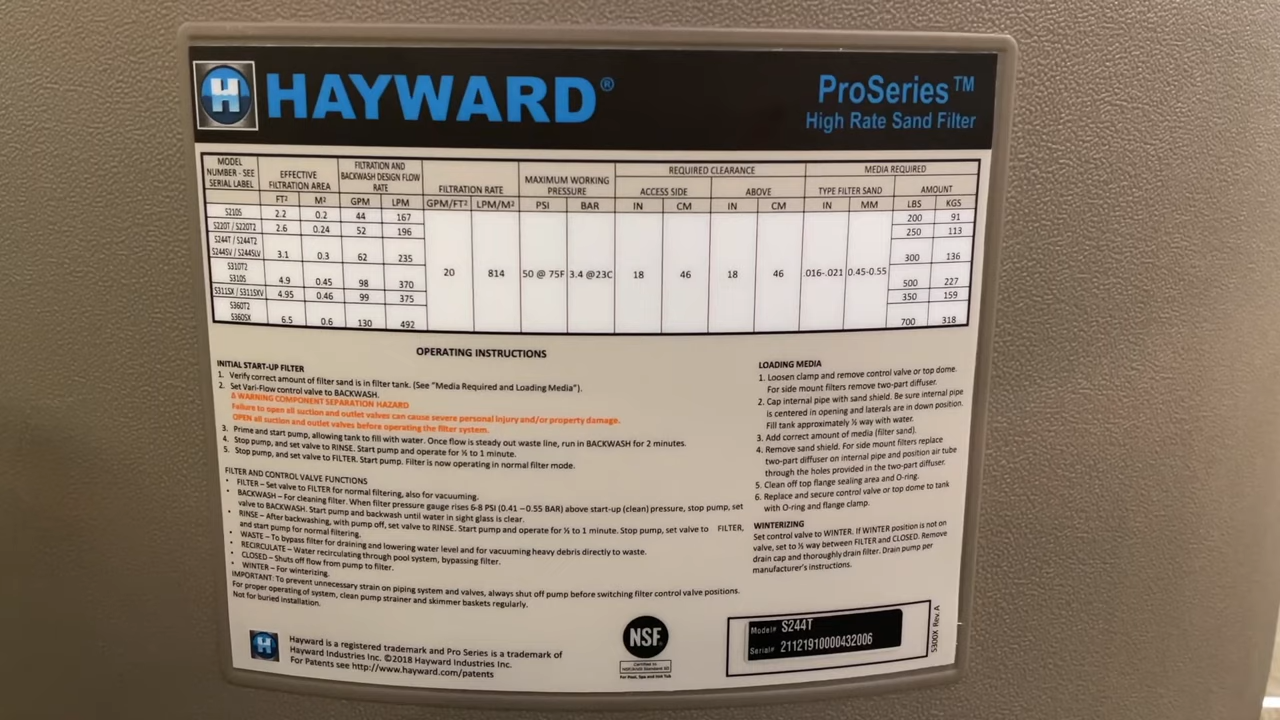 H HAYWARD®
ProSeries™
High Rate Sand Filter
MODEL NUMBER - SEE SERIAL LABEL
EFFECTIVE FILTRATION AREA
FILTRATION AND BACKWASH DESIGN FLOW RATE
FILTRATION RATE
MAXIMUM WORKING PRESSURE
REQUIRED CLEARANCE
MEDIA REQUIRED
ACCESS SIDE ABOVE TYPE FILTER SAND AMOUNT
FT² M² GPM LPM GPM/FT² LPM/M² PSI BAR IN CM IN CM IN MM LBS KGS
S210S 2.2 0.2 44 167 200 91
S220T / S220T2 2.6 0.24 52 196 250 113
S244T / S244T2
S244SV / S244SLV 3.1 0.3 62 235 300 136
20 814 50 @ 75F 3.4 @23C 18 46 18 46 .016-.021 0.45-0.55
S310T2
S310S 4.9 0.45 98 370 500 227
S311SX / S311SXV 4.95 0.46 99 375 350 159
S360T2
S360SX 6.5 0.6 130 492 700 318
OPERATING INSTRUCTIONS
INITIAL START-UP FILTER
1. Verify correct amount of filter sand is in filter tank. (See "Media Required and Loading Media").
2. Set Vari-Flow control valve to BACKWASH.
⚠ WARNING COMPONENT SEPARATION HAZARD
Failure to open all suction and outlet valves can cause severe personal injury and/or property damage.
OPEN all suction and outlet valves before operating the filter system.
3. Prime and start pump, allowing tank to fill with water. Once flow is steady out waste line, run in BACKWASH for 2 minutes.
4. Stop pump, and set valve to RINSE. Start pump and operate for ½ to 1 minute.
5. Stop pump, and set valve to FILTER. Start pump. Filter is now operating in normal filter mode.
FILTER AND CONTROL VALVE FUNCTIONS
• FILTER – Set valve to FILTER for normal filtering, also for vacuuming.
• BACKWASH – For cleaning filter. When filter pressure gauge rises 6-8 PSI (0.41 –0.55 BAR) above start-up (clean) pressure, stop pump, set
valve to BACKWASH. Start pump and backwash until water in sight glass is clear.
• RINSE – After backwashing, with pump off, set valve to RINSE. Start pump and operate for ½ to 1 minute. Stop pump, set valve to FILTER,
and start pump for normal filtering.
• WASTE – To bypass filter for draining and lowering water level and for vacuuming heavy debris directly to waste.
• RECIRCULATE – Water recirculating through pool system, bypassing filter.
• CLOSED – Shuts off flow from pump to filter.
• WINTER – For winterizing.
IMPORTANT: To prevent unnecessary strain on piping system and valves, always shut off pump before switching filter control valve positions.
For proper operating of system, clean pump strainer and skimmer baskets regularly.
Not for buried installation.
LOADING MEDIA
1. Loosen clamp and remove control valve or top dome.
For side mount filters remove two-part diffuser.
2. Cap internal pipe with sand shield. Be sure internal pipe
is centered in opening and laterals are in down position.
Fill tank approximately ½ way with water.
3. Add correct amount of media (filter sand).
4. Remove sand shield. For side mount filters replace
two-part diffuser on internal pipe and position air tube
through the holes provided in the two-part diffuser.
5. Clean off top flange sealing area and O-ring.
6. Replace and secure control valve or top dome to tank
with O-ring and flange clamp.
WINTERIZING
Set control valve to WINTER. If WINTER position is not on
valve, set to ½ way between FILTER and CLOSED. Remove
drain cap and thoroughly drain filter. Drain pump per
manufacturer's instructions.
H
Hayward is a registered trademark and Pro Series is a trademark of
Hayward Industries Inc. ©2018 Hayward Industries Inc.
For Patents see http://www.hayward.com/patents
NSF
Certified to
NSF/ANSI Standard 50
For Pool, Spa and Hot Tub
Model# S244T
Serial# 21121910000432006
S300X Rev.A